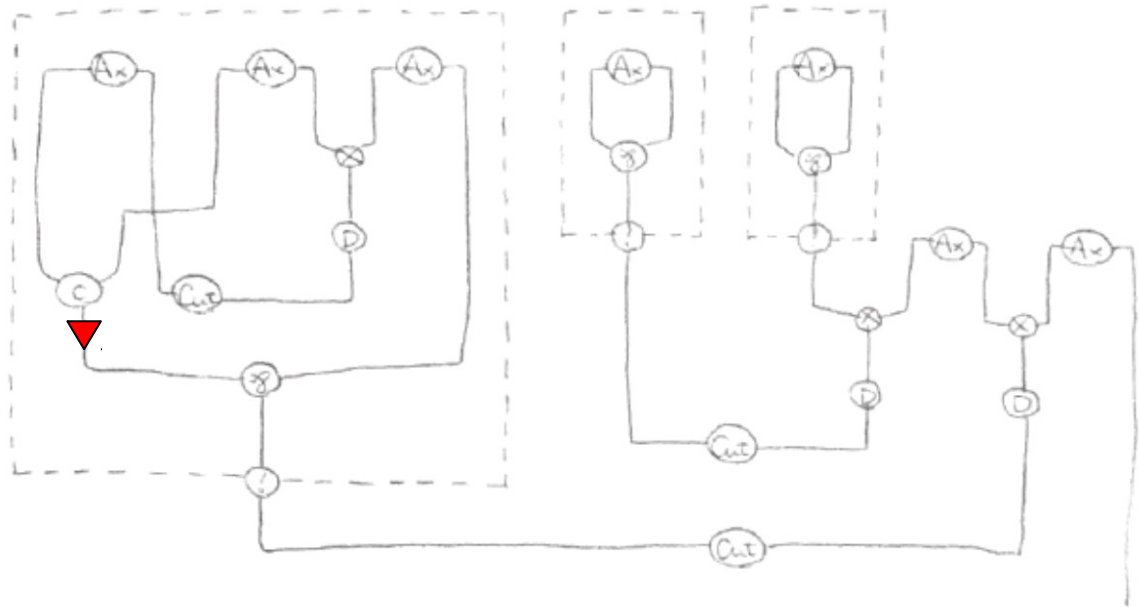 Ax Ax Ax Ax Ax
⊗ ⅋ ⅋
D ! ! Ax Ax
C Cut
⊗ ⊗
⅋
D D
Cut
!
Cut